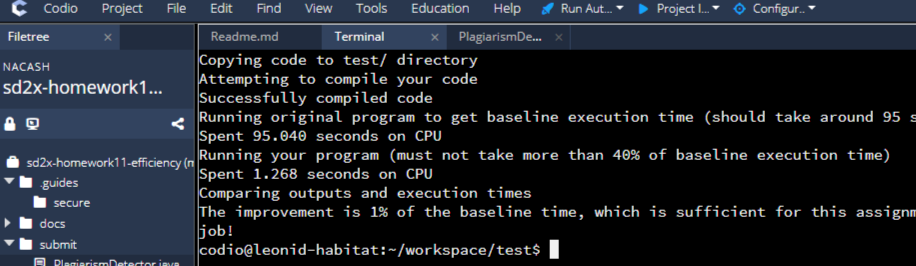 Codio Project File Edit Find View Tools Education Help Run Aut... Project I... Configur..
Filetree
Readme.md Terminal PlagiarismDe...
NACASH
sd2x-homework11...
sd2x-homework11-efficiency (m
.guides
secure
docs
submit
PlagiarismDetector.java
Copying code to test/ directory
Attempting to compile your code
Successfully compiled code
Running original program to get baseline execution time (should take around 95 s
Spent 95.040 seconds on CPU
Running your program (must not take more than 40% of baseline execution time)
Spent 1.268 seconds on CPU
Comparing outputs and execution times
The improvement is 1% of the baseline time, which is sufficient for this assignm
job!
codio@leonid-habitat:~/workspace/test$